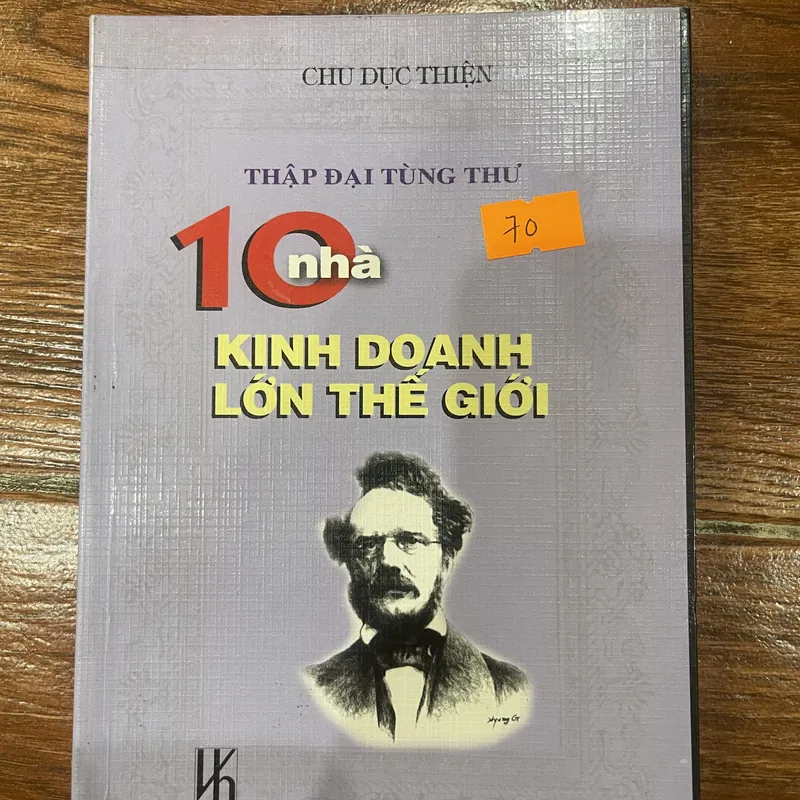 CHU DỤC THIỆN
THẬP ĐẠI TÙNG THƯ
70
10 nhà
KINH DOANH
LỚN THẾ GIỚI